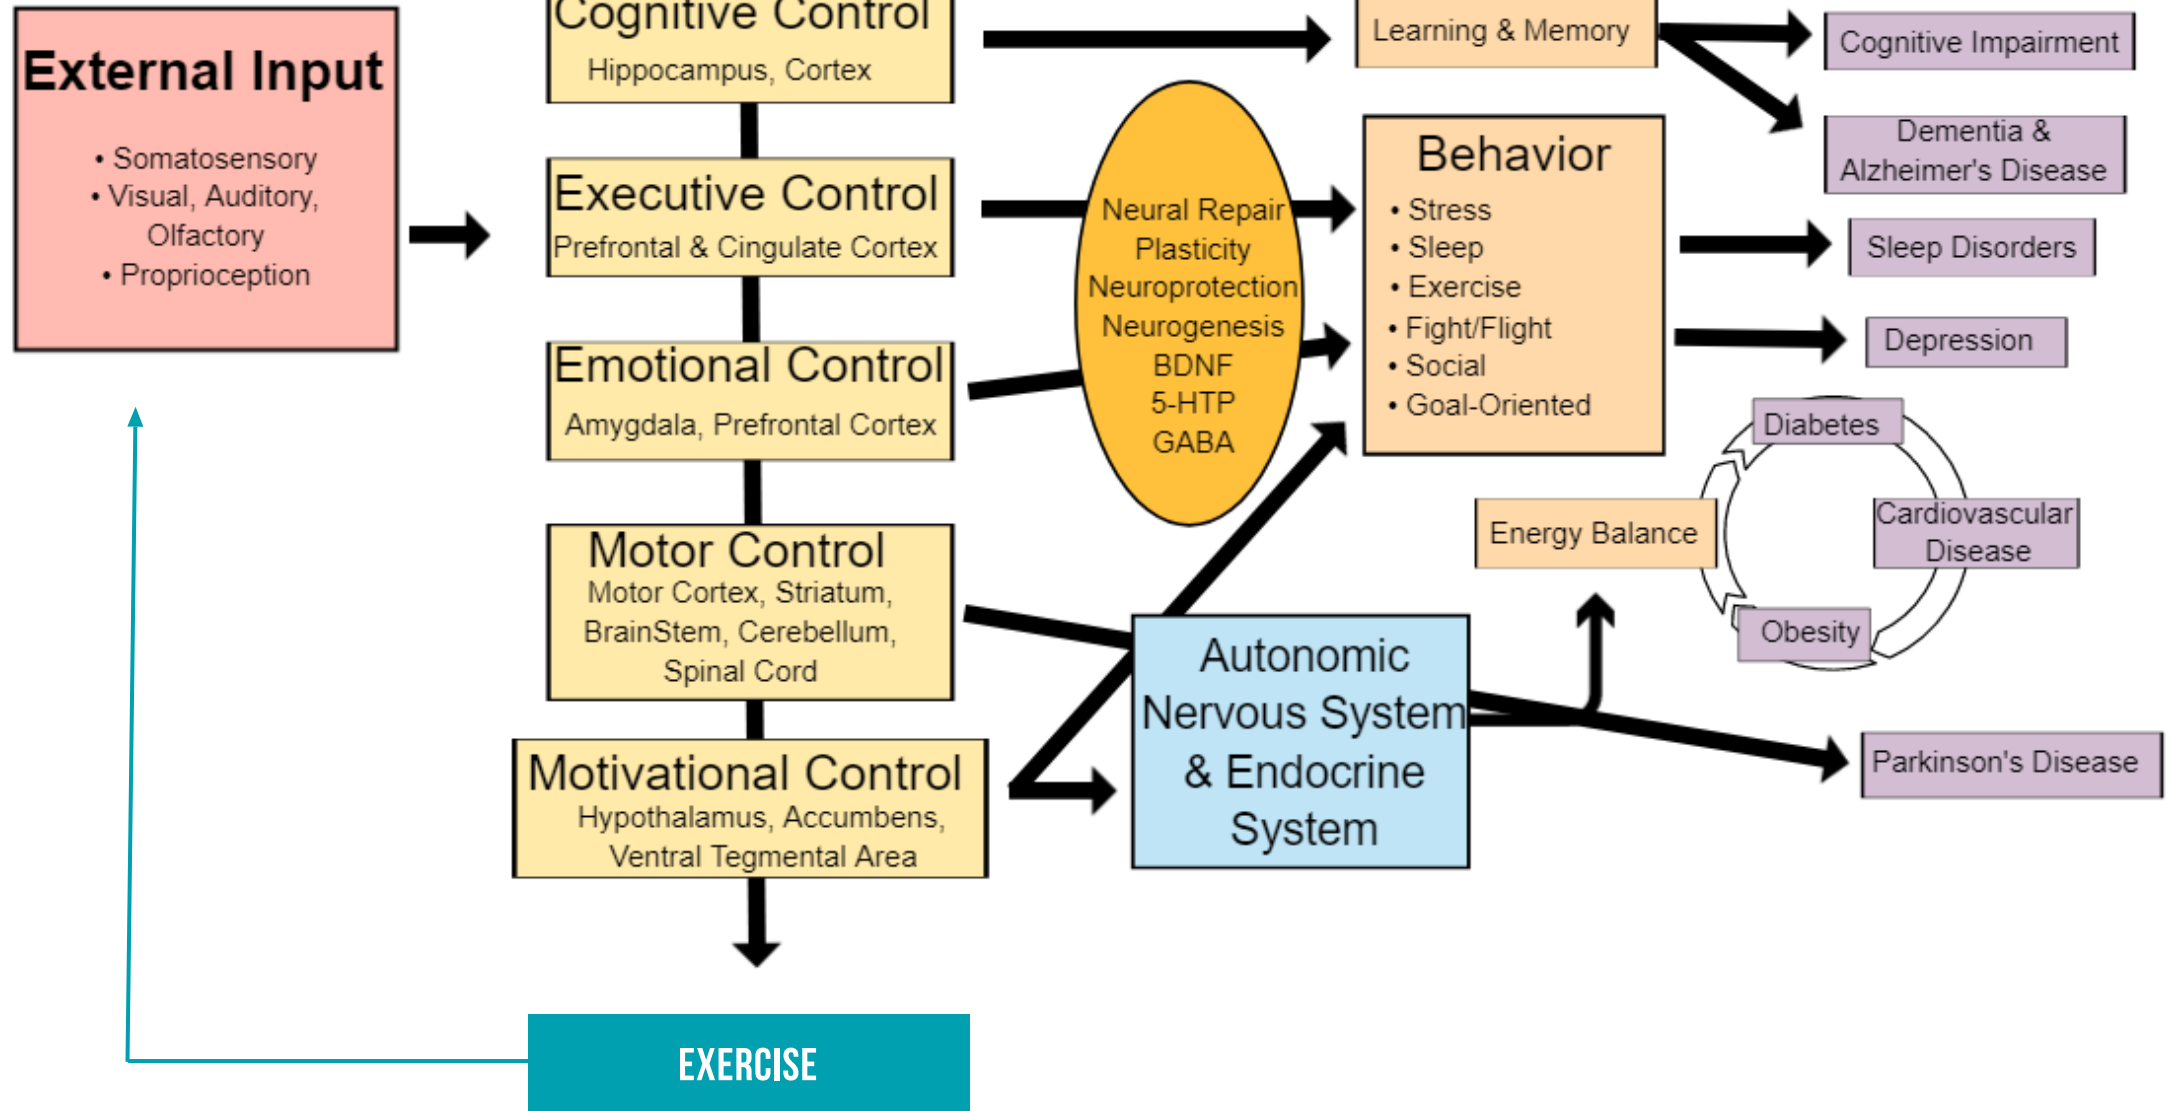 External Input
• Somatosensory
• Visual, Auditory,
Olfactory
• Proprioception
Cognitive Control
Hippocampus, Cortex
Executive Control
Prefrontal & Cingulate Cortex
Emotional Control
Amygdala, Prefrontal Cortex
Motor Control
Motor Cortex, Striatum,
BrainStem, Cerebellum,
Spinal Cord
Motivational Control
Hypothalamus, Accumbens,
Ventral Tegmental Area
EXERCISE
Neural Repair
Plasticity
Neuroprotection
Neurogenesis
BDNF
5-HTP
GABA
Autonomic
Nervous System
& Endocrine
System
Learning & Memory
Behavior
• Stress
• Sleep
• Exercise
• Fight/Flight
• Social
• Goal-Oriented
Energy Balance
Cognitive Impairment
Dementia &
Alzheimer's Disease
Sleep Disorders
Depression
Diabetes
Cardiovascular
Disease
Obesity
Parkinson's Disease